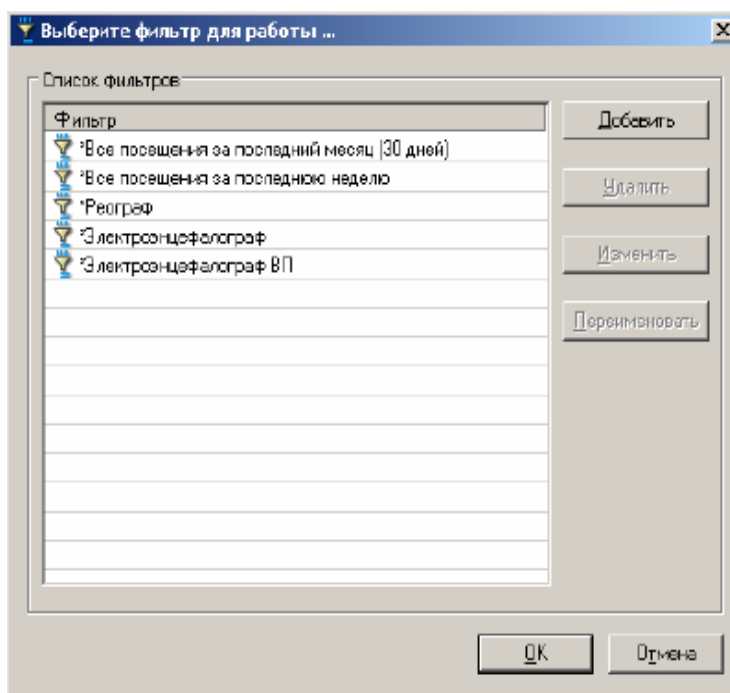 Выберите фильтр для работы ...
Список фильтров
Фильтр
*Все посещения за последний месяц (30 дней)
*Все посещения за последнюю неделю
*Реограф
*Электроэнцефалограф
*Электроэнцефалограф ВП
Добавить
Удалить
Изменить
Переименовать
OK
Отмена